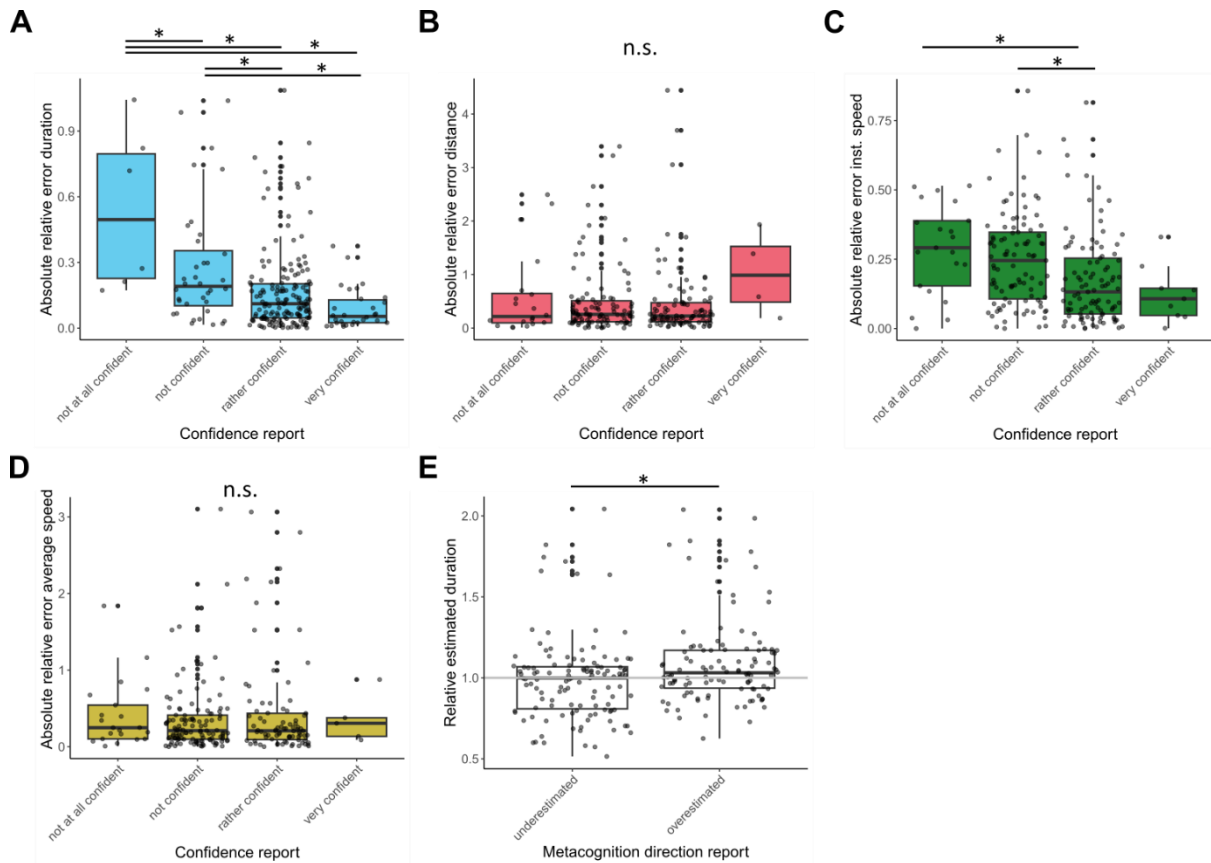 A
* * *
* *
Absolute relative error duration
0.9
0.6
0.3
0.0
not at all confident
not confident
rather confident
very confident
Confidence report
B
n.s.
Absolute relative error distance
4
3
2
1
0
not at all confident
not confident
rather confident
very confident
Confidence report
C
*
*
Absolute relative error inst. speed
0.75
0.50
0.25
0.00
not at all confident
not confident
rather confident
very confident
Confidence report
D
n.s.
Absolute relative error average speed
3
2
1
0
not at all confident
not confident
rather confident
very confident
Confidence report
E
*
Relative estimated duration
2.0
1.5
1.0
0.5
underestimated
overestimated
Metacognition direction report